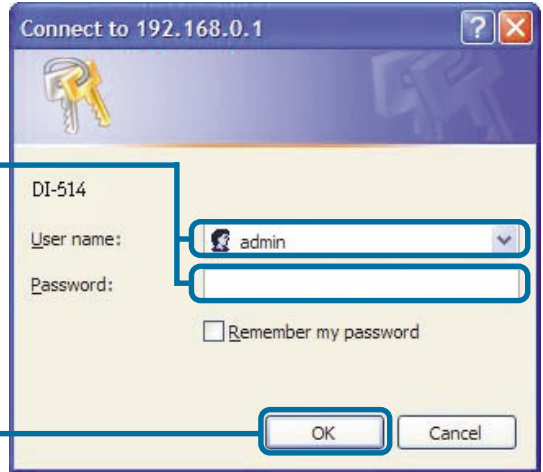 Connect to 192.168.0.1
DI-514
User name:
admin
Password:
Remember my password
OK
Cancel